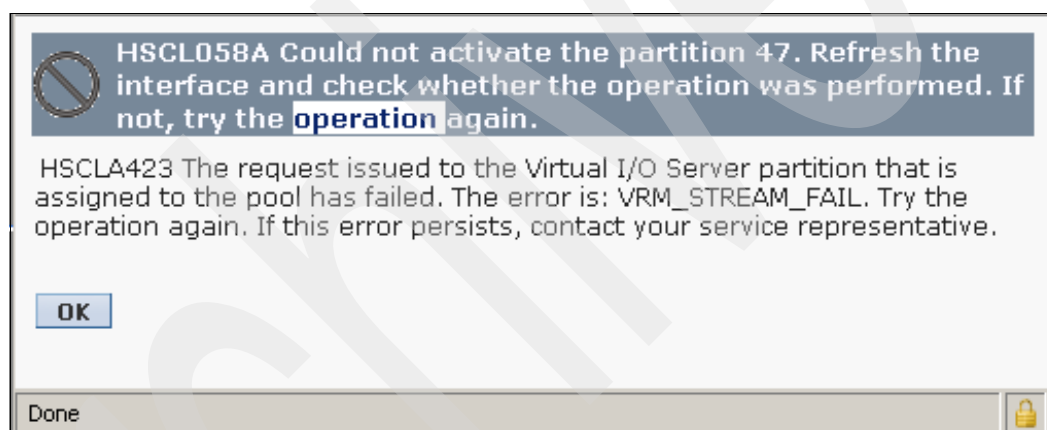 HSCL058A Could not activate the partition 47. Refresh the
interface and check whether the operation was performed. If
not, try the operation again.
HSCLA423 The request issued to the Virtual I/O Server partition that is
assigned to the pool has failed. The error is: VRM_STREAM_FAIL. Try the
operation again. If this error persists, contact your service representative.
OK
Done